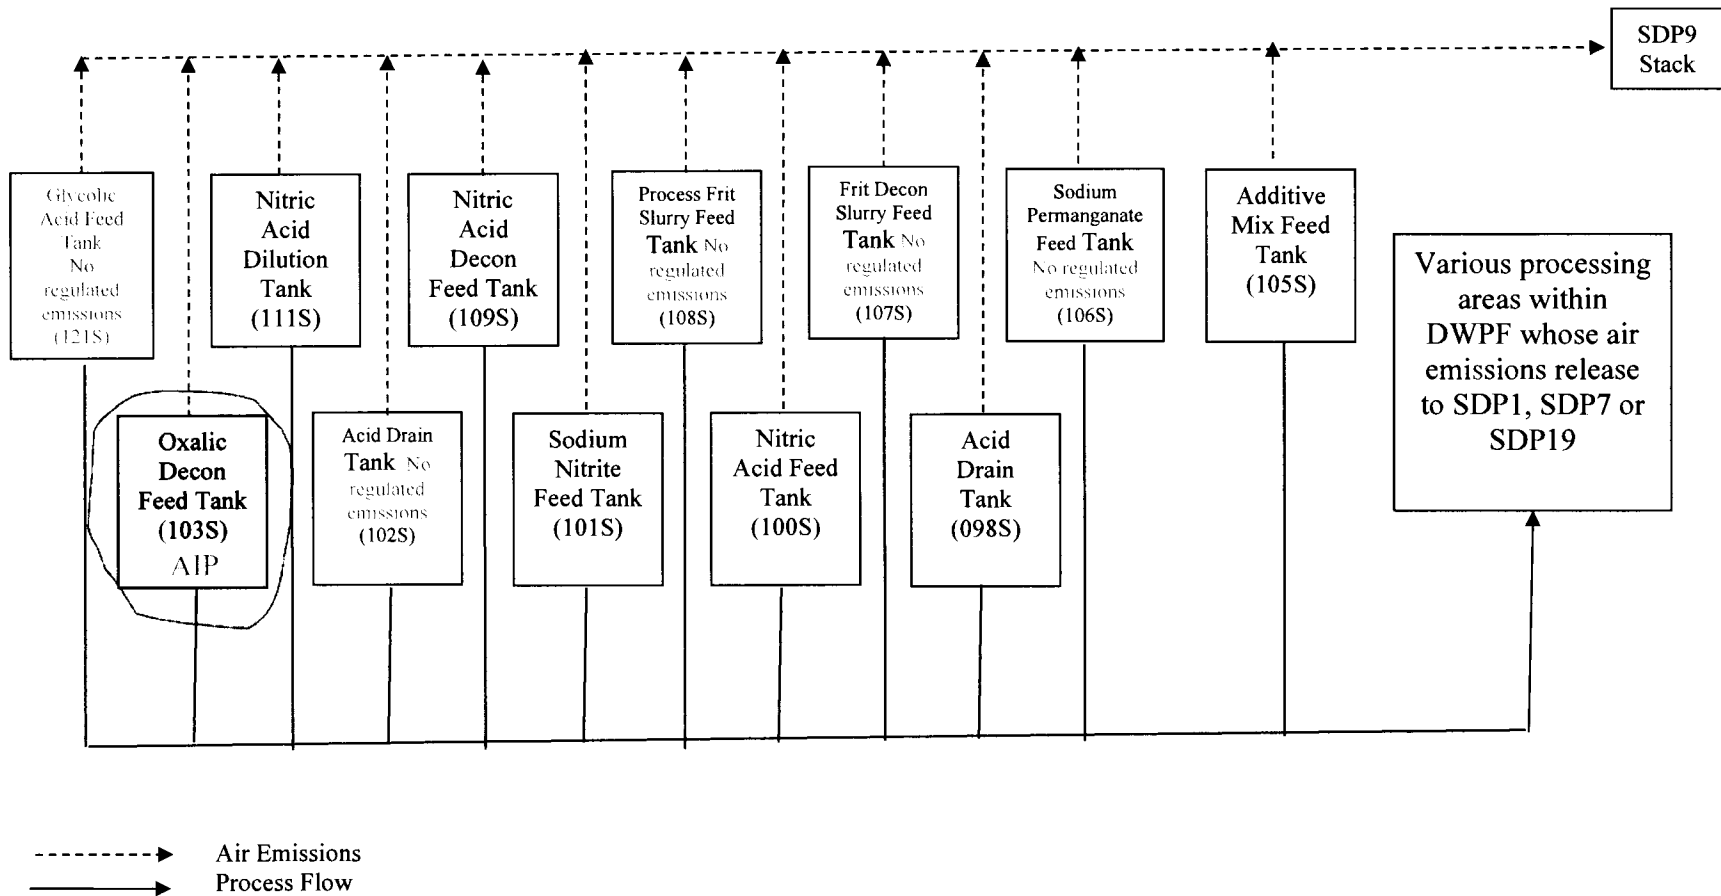 SDP9
Stack
Glycolic
Acid Feed
Tank
No
regulated
emissions
(121S)
Nitric
Acid
Dilution
Tank
(111S)
Nitric
Acid
Decon
Feed Tank
(109S)
Process Frit
Slurry Feed
Tank No
regulated
emissions
(108S)
Frit Decon
Slurry Feed
Tank No
regulated
emissions
(107S)
Sodium
Permanganate
Feed Tank
No regulated
emissions
(106S)
Additive
Mix Feed
Tank
(105S)
Various processing
areas within
DWPF whose air
emissions release
to SDP1, SDP7 or
SDP19
Oxalic
Decon
Feed Tank
(103S)
AIP
Acid Drain
Tank No
regulated
emissions
(102S)
Sodium
Nitrite
Feed Tank
(101S)
Nitric
Acid Feed
Tank
(100S)
Acid
Drain
Tank
(098S)
Air Emissions
Process Flow